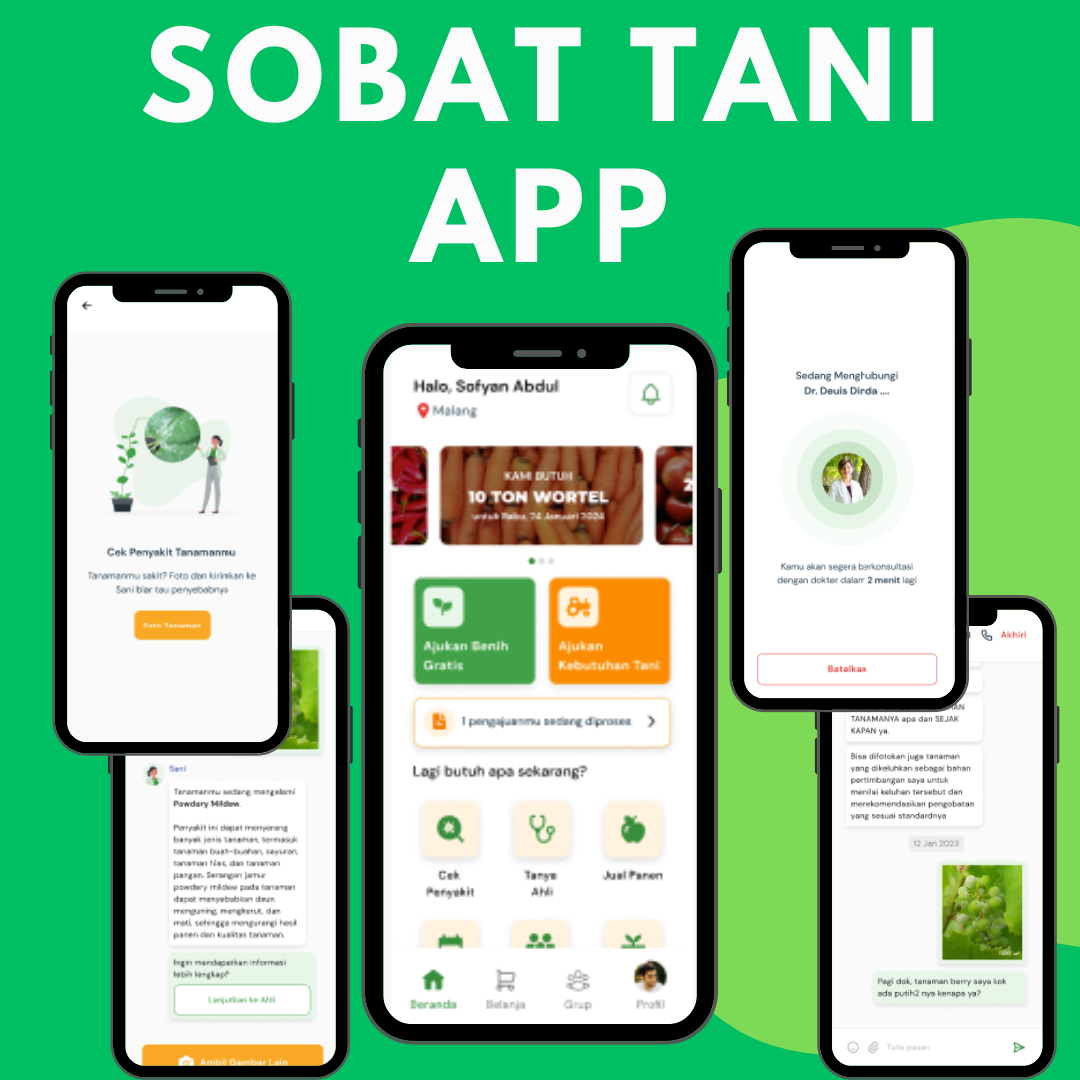 SOBAT TANI
APP
Cek Penyakit Tanamanmu
Tanamanmu sakit? Foto dan kirimkan ke
Sani biar tau penyebabnya
Foto Tanaman
Sani
Tanamanmu sedang mengalami
Powdery Mildew.
Penyakit ini dapat menyerang
banyak jenis tanaman, termasuk
tanaman buah-buahan, sayuran,
tanaman hias, dan tanaman
pangan. Serangan jamur
powdery mildew pada tanaman
dapat menyebabkan daun
menguning, mengkerut, dan
mati, sehingga mengurangi hasil
panen dan kualitas tanaman.
Ingin mendapatkan informasi
lebih lengkap?
Lanjutkan ke Ahli
Ambil Gambar Lain
Halo, Sofyan Abdul
Malang
KAMI BUTUH
10 TON WORTEL
untuk Rabu, 24 Januari 2024
Ajukan Benih
Gratis
Ajukan
Kebutuhan Tani
1 pengajuanmu sedang diproses
Lagi butuh apa sekarang?
Cek
Penyakit
Tanya
Ahli
Jual Panen
Beranda
Belanja
Grup
Profil
Sedang Menghubungi
Dr. Deuis Dirda ....
Kamu akan segera berkonsultasi
dengan dokter dalam 2 menit lagi
Batalkan
Akhiri
TANAMANYA apa dan SEJAK
KAPAN ya.
Bisa difotokan juga tanaman
yang dikeluhkan sebagai bahan
pertimbangan saya untuk
menilai keluhan tersebut dan
merekomendasikan pengobatan
yang sesuai standardnya
12 Jan 2023
Pagi dok, tanaman berry saya kok
ada putih2 nya kenapa ya?
Tulis pesan